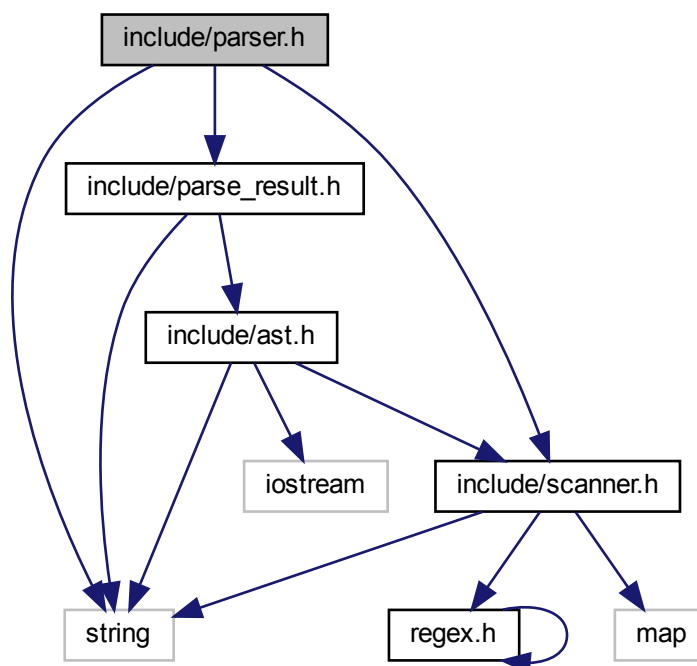 include/parser.h
include/parse_result.h
include/ast.h
iostream
include/scanner.h
string
regex.h
map